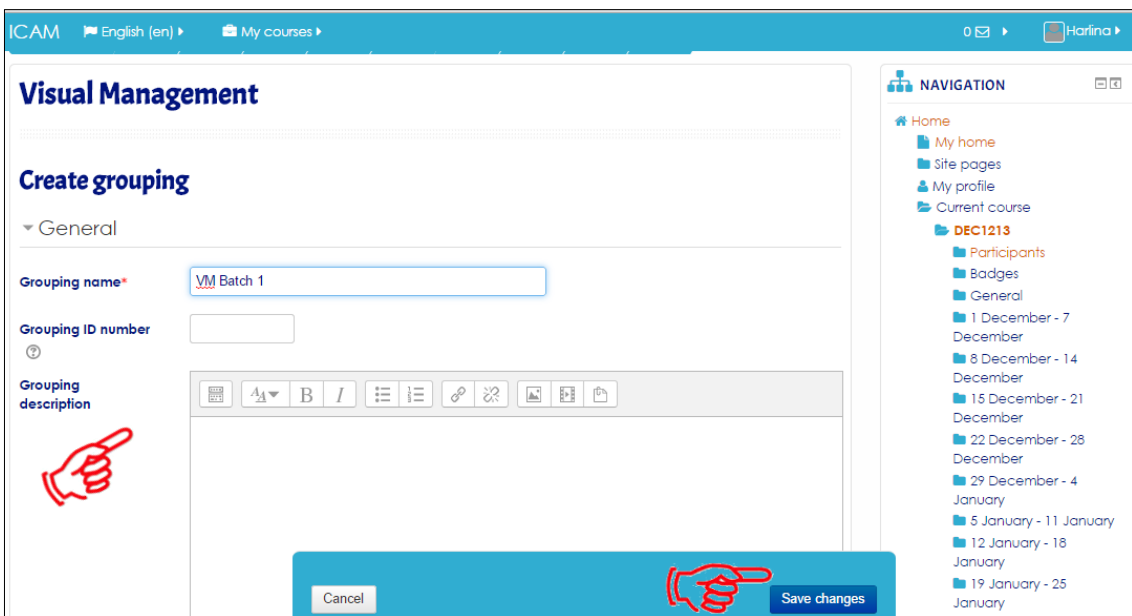 ICAM English (en) My courses 0 Harlina
Visual Management
Create grouping
General
Grouping name* VM Batch 1
Grouping ID number
Grouping
description
B I
Cancel Save changes
NAVIGATION
Home
My home
Site pages
My profile
Current course
DEC1213
Participants
Badges
General
1 December - 7
December
8 December - 14
December
15 December - 21
December
22 December - 28
December
29 December - 4
January
5 January - 11 January
12 January - 18
January
19 January - 25
January